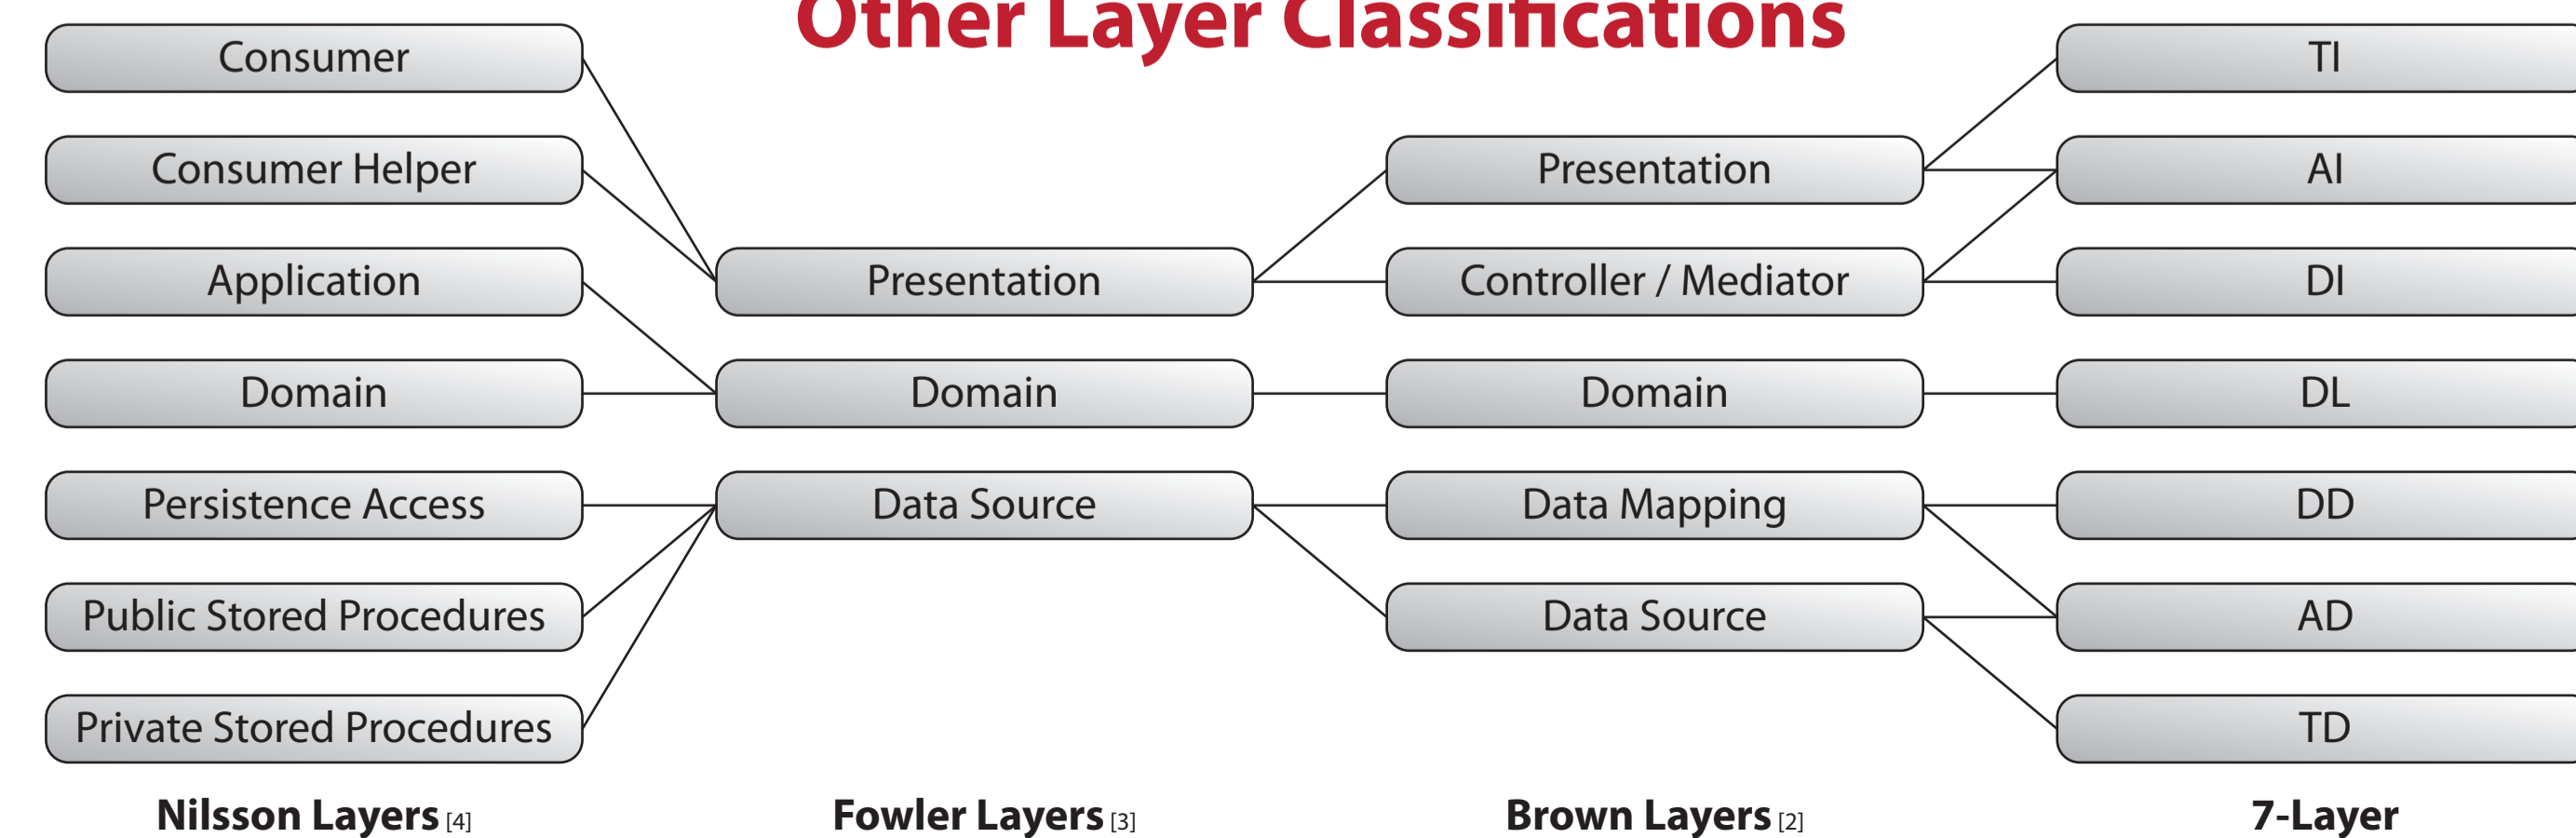 Other Layer Classifications
Consumer
TI
Consumer Helper
Presentation
AI
Application
Presentation
Controller / Mediator
DI
Domain
Domain
Domain
DL
Persistence Access
Data Source
Data Mapping
DD
Public Stored Procedures
Data Source
AD
Private Stored Procedures
TD
Nilsson Layers [4]
Fowler Layers [3]
Brown Layers [2]
7-Layer